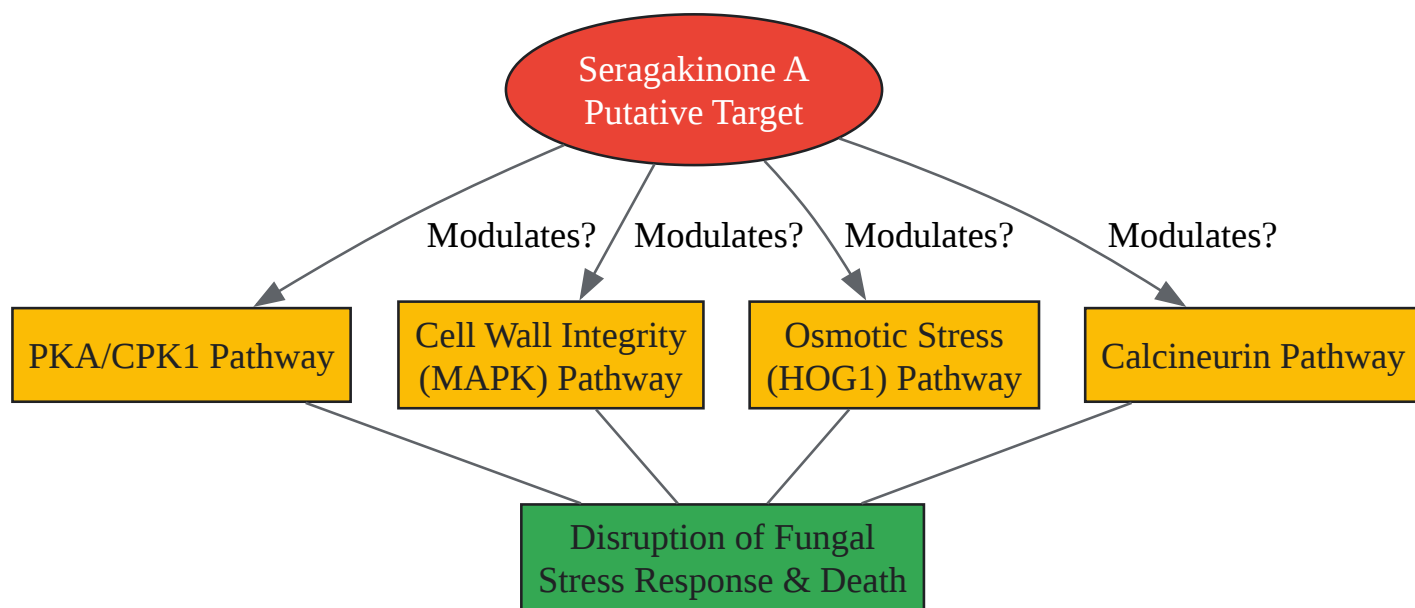 Seragakinone A
Putative Target
Modulates?
Modulates?
Modulates?
Modulates?
PKA/CPK1 Pathway
Cell Wall Integrity
(MAPK) Pathway
Osmotic Stress
(HOG1) Pathway
Calcineurin Pathway
Disruption of Fungal
Stress Response & Death